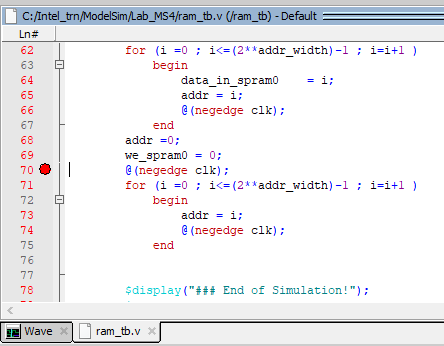 C:/Intel_trn/ModelSim/Lab_MS4/ram_tb.v (/ram_tb) - Default
Ln#
62 for (i =0 ; i<=(2**addr_width)-1 ; i=i+1 )
63 begin
64 data_in_spram0    = i;
65 addr = i;
66 @(negedge clk);
67 end
68 addr =0;
69 we_spram0 = 0;
70 @(negedge clk);
71 for (i =0 ; i<=(2**addr_width)-1 ; i=i+1 )
72 begin
73 addr = i;
74 @(negedge clk);
75 end
76
77
78 $display("### End of Simulation!");
Wave ram_tb.v